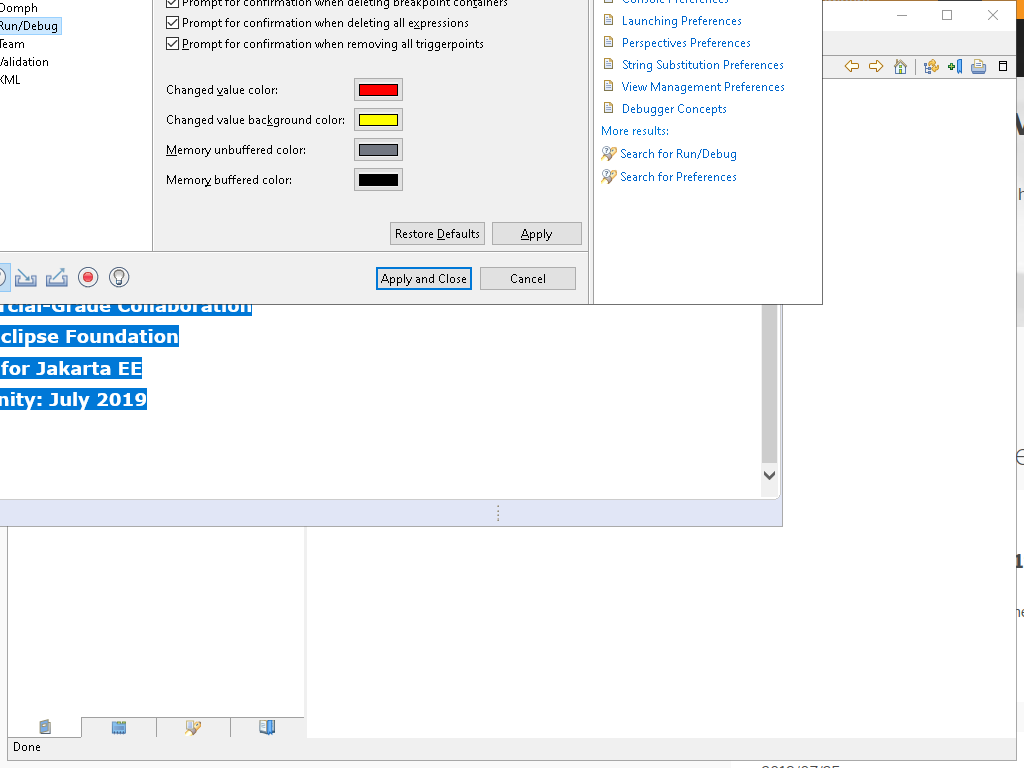 Oomph
Run/Debug
Team
Validation
XML
Prompt for confirmation when deleting breakpoint containers
Prompt for confirmation when deleting all expressions
Prompt for confirmation when removing all triggerpoints
Changed value color:
Changed value background color:
Memory unbuffered color:
Memory buffered color:
Restore Defaults
Apply
Apply and Close
Cancel
Console Preferences
Launching Preferences
Perspectives Preferences
String Substitution Preferences
View Management Preferences
Debugger Concepts
More results:
Search for Run/Debug
Search for Preferences
rcial-Grade Collaboration
clipse Foundation
for Jakarta EE
nity: July 2019
Done